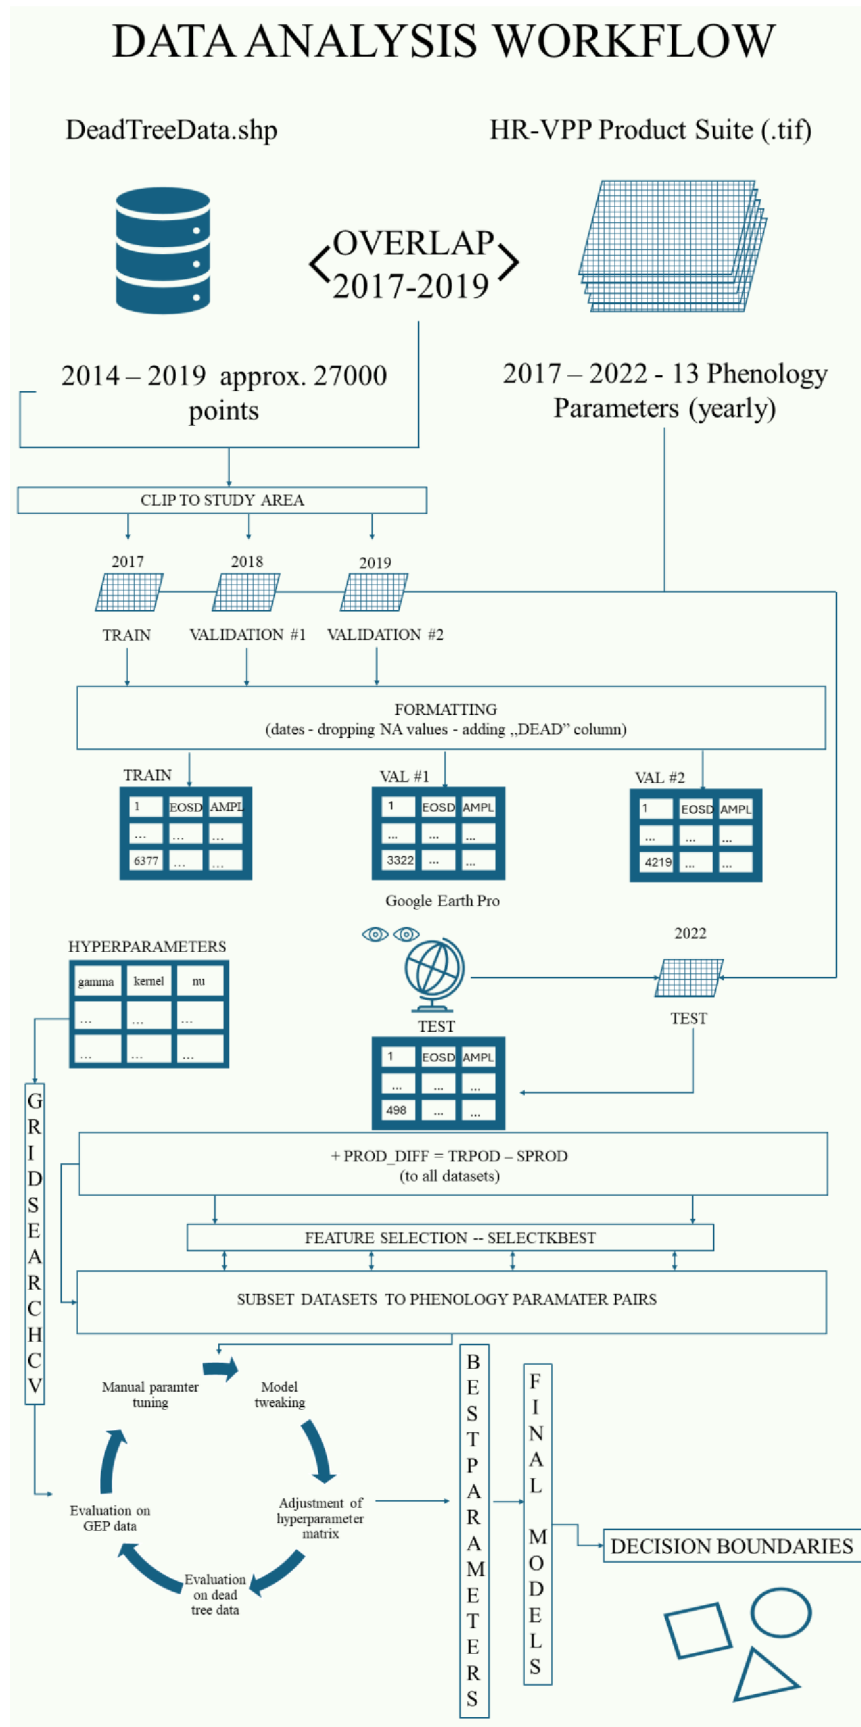 DATA ANALYSIS WORKFLOW
DeadTreeData.shp
HR-VPP Product Suite (.tif)
OVERLAP
2017-2019
2014 – 2019 approx. 27000
points
2017 – 2022 - 13 Phenology
Parameters (yearly)
CLIP TO STUDY AREA
2017
2018
2019
TRAIN
VALIDATION #1
VALIDATION #2
FORMATTING
(dates - dropping NA values - adding „DEAD” column)
TRAIN
1 EOSD AMPL
... ... ...
6377 ... ...
VAL #1
1 EOSD AMPL
... ... ...
3322 ... ...
VAL #2
1 EOSD AMPL
... ... ...
4219 ... ...
Google Earth Pro
2022
TEST
HYPERPARAMETERS
gamma kernel nu
... ... ...
... ... ...
TEST
1 EOSD AMPL
... ... ...
498 ... ...
GRIDSEARCHCV
+ PROD_DIFF = TRPOD – SPROD
(to all datasets)
FEATURE SELECTION -- SELECTKBEST
SUBSET DATASETS TO PHENOLOGY PARAMATER PAIRS
Manual paramter
tuning
Model
tweaking
Adjustment of
hyperparameter
matrix
Evaluation
on dead
tree data
Evaluation on
GEP data
BESTPARAMETERS
FINAL MODELS
DECISION BOUNDARIES